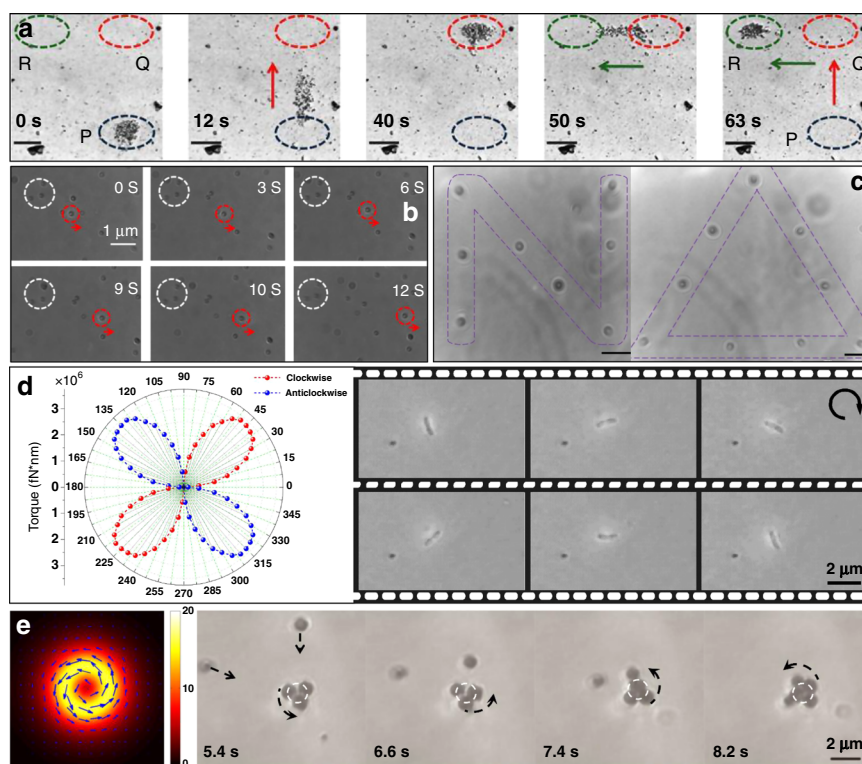 a
R
Q
P
0 s
12 s
40 s
50 s
R
Q
P
63 s
b
0 S
3 S
6 S
1 μm
9 S
10 S
12 S
c
d
×10⁶
3
2
1
0
1
2
3
Torque (fN*nm)
90
105
75
120
60
135
45
150
30
165
15
180
0
195
345
210
330
225
315
240
300
255
285
270
Clockwise
Anticlockwise
2 μm
e
20
10
0
5.4 s
6.6 s
7.4 s
8.2 s
2 μm